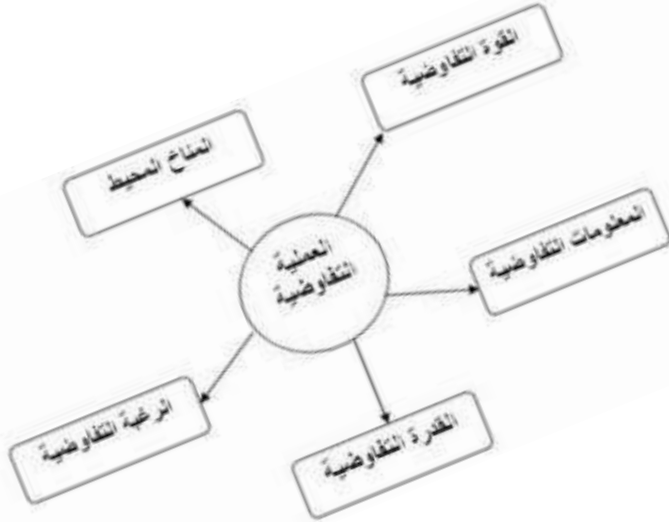 القوة التفاوضية
المناخ المحيط
العملية
التفاوضية
المعلومات التفاوضية
الرغبة التفاوضية
القدرة التفاوضية